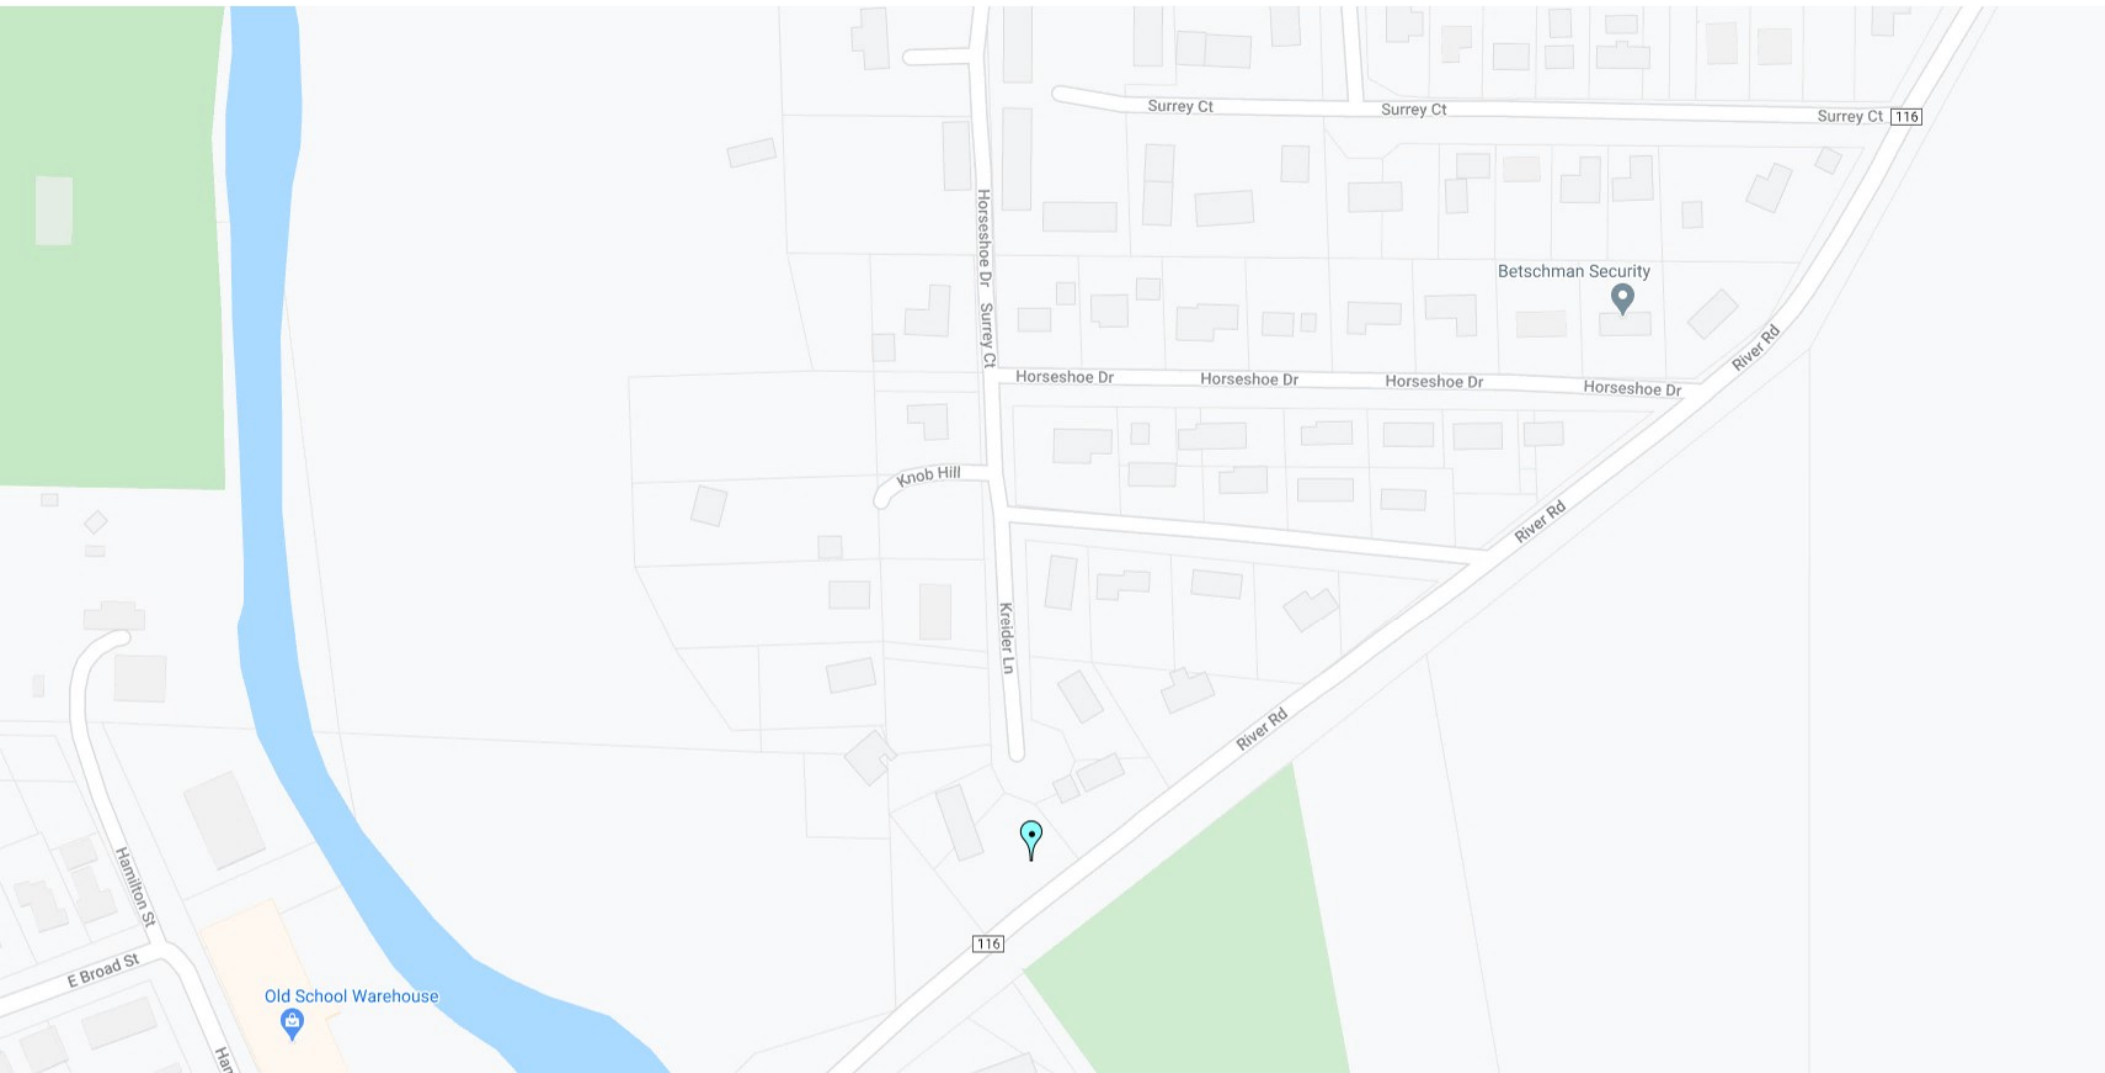 Surrey Ct
Surrey Ct
Surrey Ct
116
Horseshoe Dr
Surrey Ct
Betschman Security
River Rd
Horseshoe Dr
Horseshoe Dr
Horseshoe Dr
Horseshoe Dr
Knob Hill
River Rd
Kreider Ln
River Rd
Hamilton St
116
E Broad St
Old School Warehouse
Han